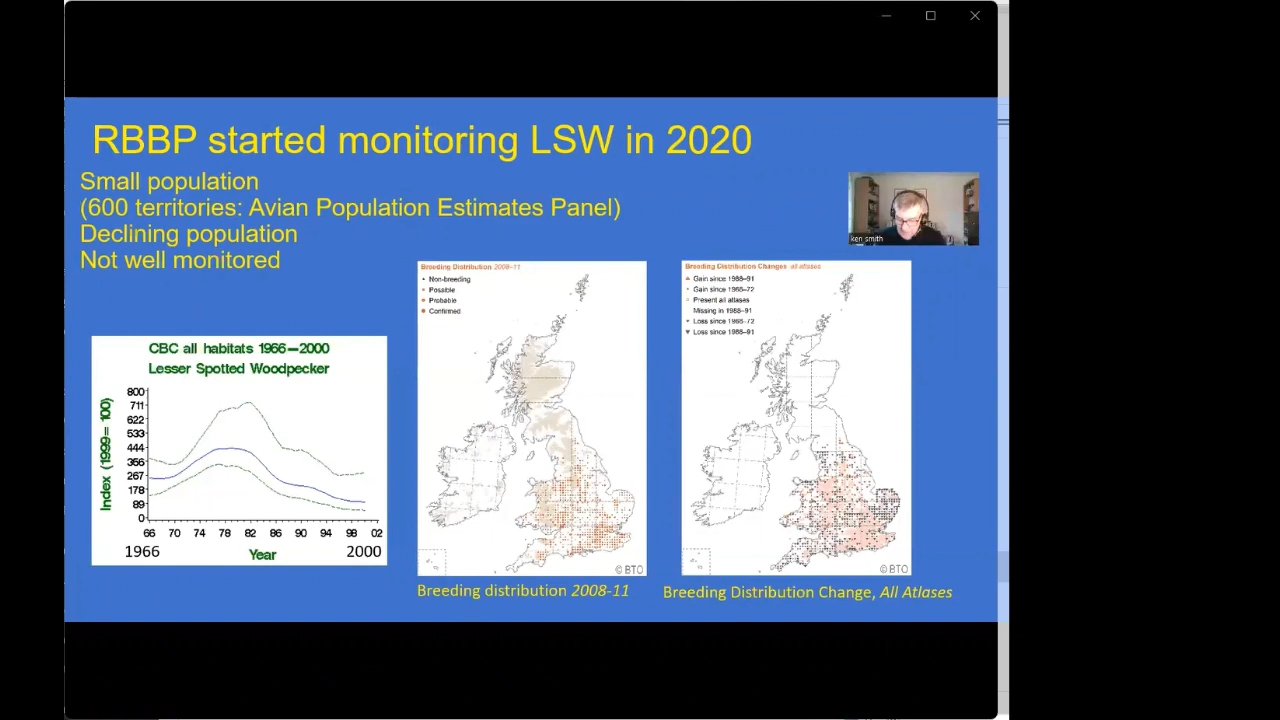 RBBP started monitoring LSW in 2020
Small population
(600 territories: Avian Population Estimates Panel)
Declining population
Not well monitored
ken smith
CBC all habitats 1966–2000
Lesser Spotted Woodpecker
Index (1999= 100)
800
711
622
533
444
356
267
178
89
0
66 70 74 78 82 86 90 94 98 02
1966 Year 2000
Breeding Distribution 2008–11
Non-breeding
Possible
Probable
Confirmed
© BTO
Breeding distribution 2008-11
Breeding Distribution Changes all atlases
Gain since 1988–91
Gain since 1968–72
Present all atlases
Missing in 1988–91
Loss since 1968–72
Loss since 1988–91
© BTO
Breeding Distribution Change, All Atlases